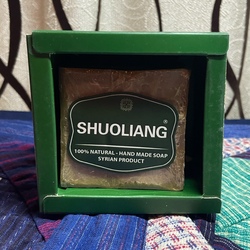 SHUOLIANG®
100% NATURAL - HAND MADE SOAP
SYRIAN PRODUCT